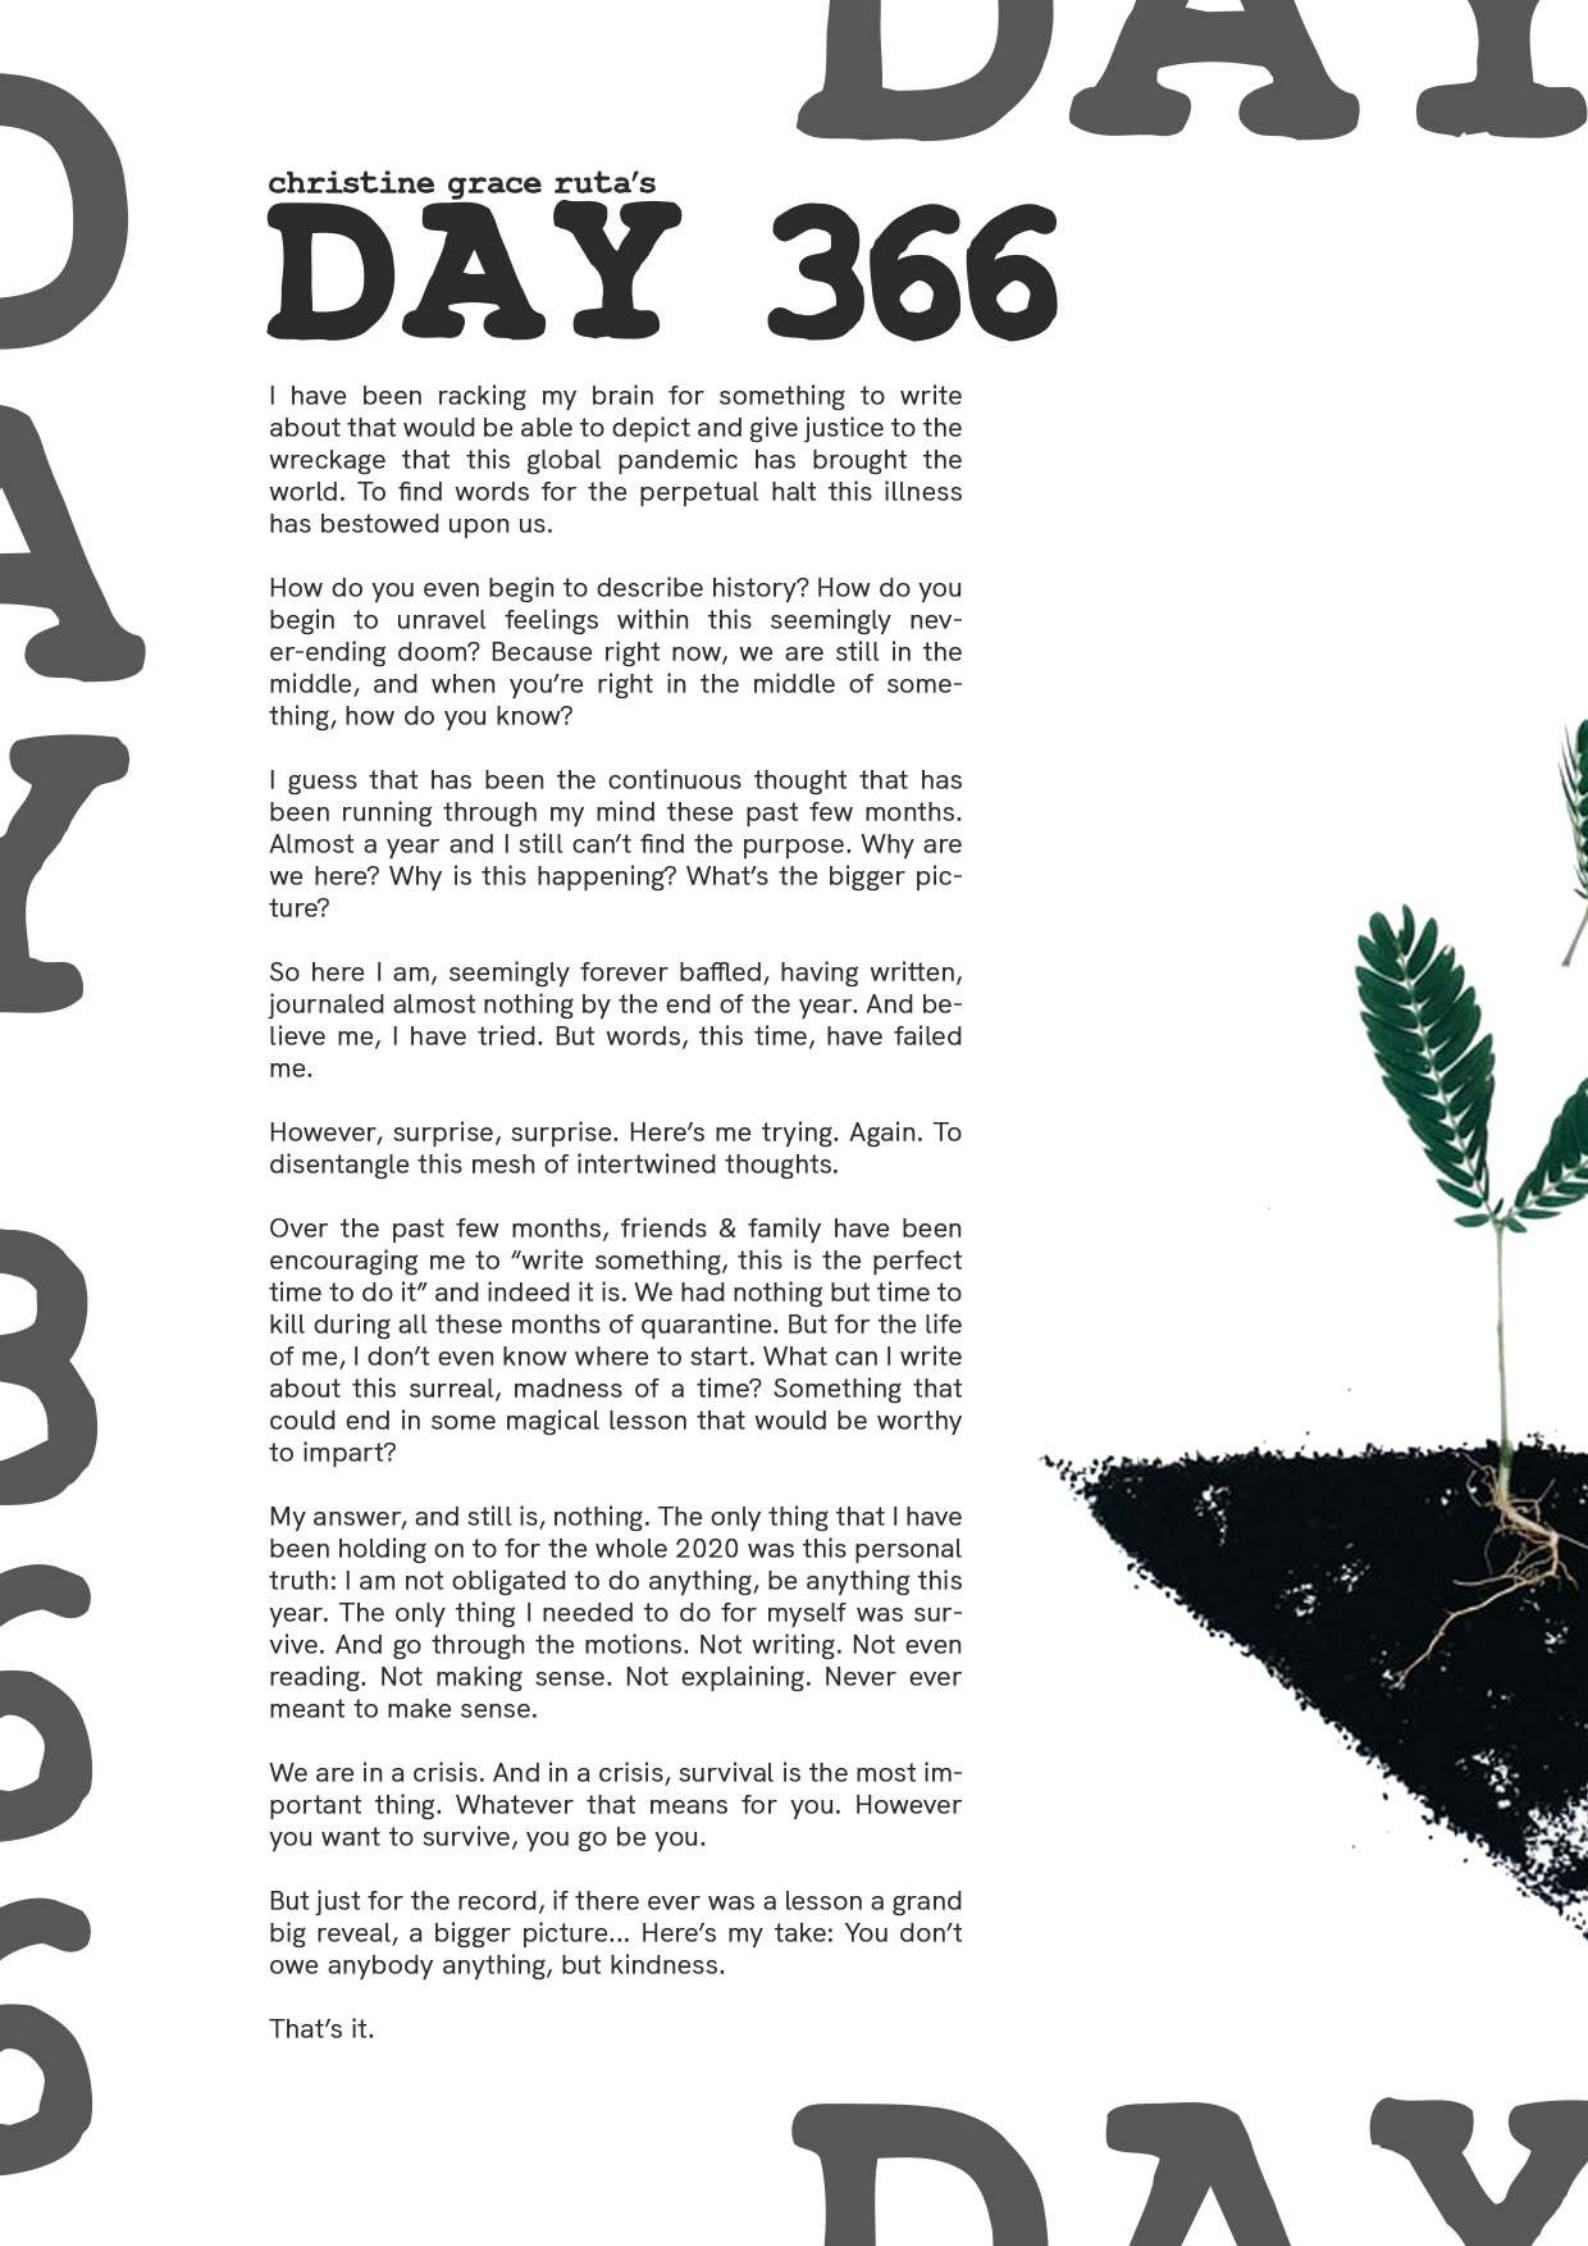 DAY
DAY 366
christine grace ruta's
DAY 366
I have been racking my brain for something to write
about that would be able to depict and give justice to the
wreckage that this global pandemic has brought the
world. To find words for the perpetual halt this illness
has bestowed upon us.
How do you even begin to describe history? How do you
begin to unravel feelings within this seemingly nev-
er-ending doom? Because right now, we are still in the
middle, and when you're right in the middle of some-
thing, how do you know?
I guess that has been the continuous thought that has
been running through my mind these past few months.
Almost a year and I still can't find the purpose. Why are
we here? Why is this happening? What's the bigger pic-
ture?
So here I am, seemingly forever baffled, having written,
journaled almost nothing by the end of the year. And be-
lieve me, I have tried. But words, this time, have failed
me.
However, surprise, surprise. Here's me trying. Again. To
disentangle this mesh of intertwined thoughts.
Over the past few months, friends & family have been
encouraging me to "write something, this is the perfect
time to do it" and indeed it is. We had nothing but time to
kill during all these months of quarantine. But for the life
of me, I don't even know where to start. What can I write
about this surreal, madness of a time? Something that
could end in some magical lesson that would be worthy
to impart?
My answer, and still is, nothing. The only thing that I have
been holding on to for the whole 2020 was this personal
truth: I am not obligated to do anything, be anything this
year. The only thing I needed to do for myself was sur-
vive. And go through the motions. Not writing. Not even
reading. Not making sense. Not explaining. Never ever
meant to make sense.
We are in a crisis. And in a crisis, survival is the most im-
portant thing. Whatever that means for you. However
you want to survive, you go be you.
But just for the record, if there ever was a lesson a grand
big reveal, a bigger picture... Here's my take: You don't
owe anybody anything, but kindness.
That's it.
DAY